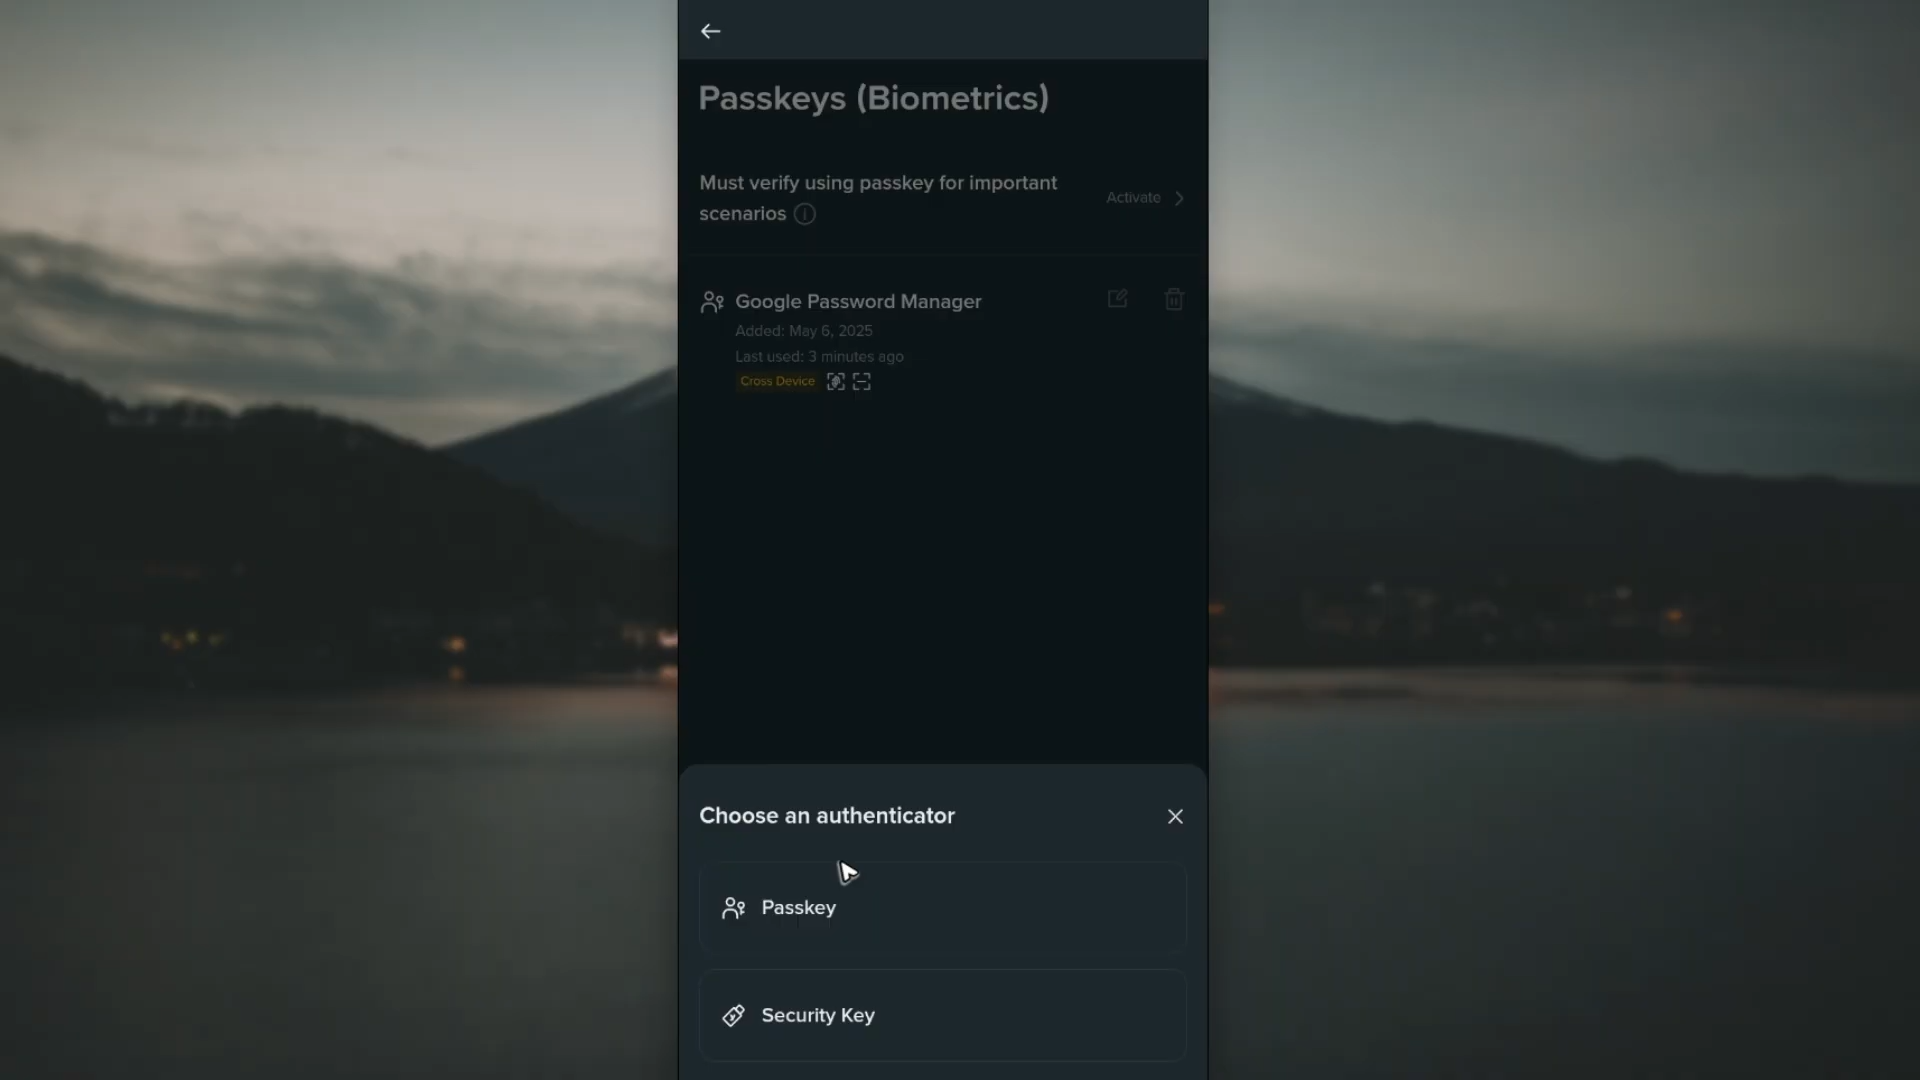 Passkeys (Biometrics)
Must verify using passkey for important
scenarios
Activate
Google Password Manager
Added: May 6, 2025
Last used: 3 minutes ago
Cross Device
Choose an authenticator
Passkey
Security Key